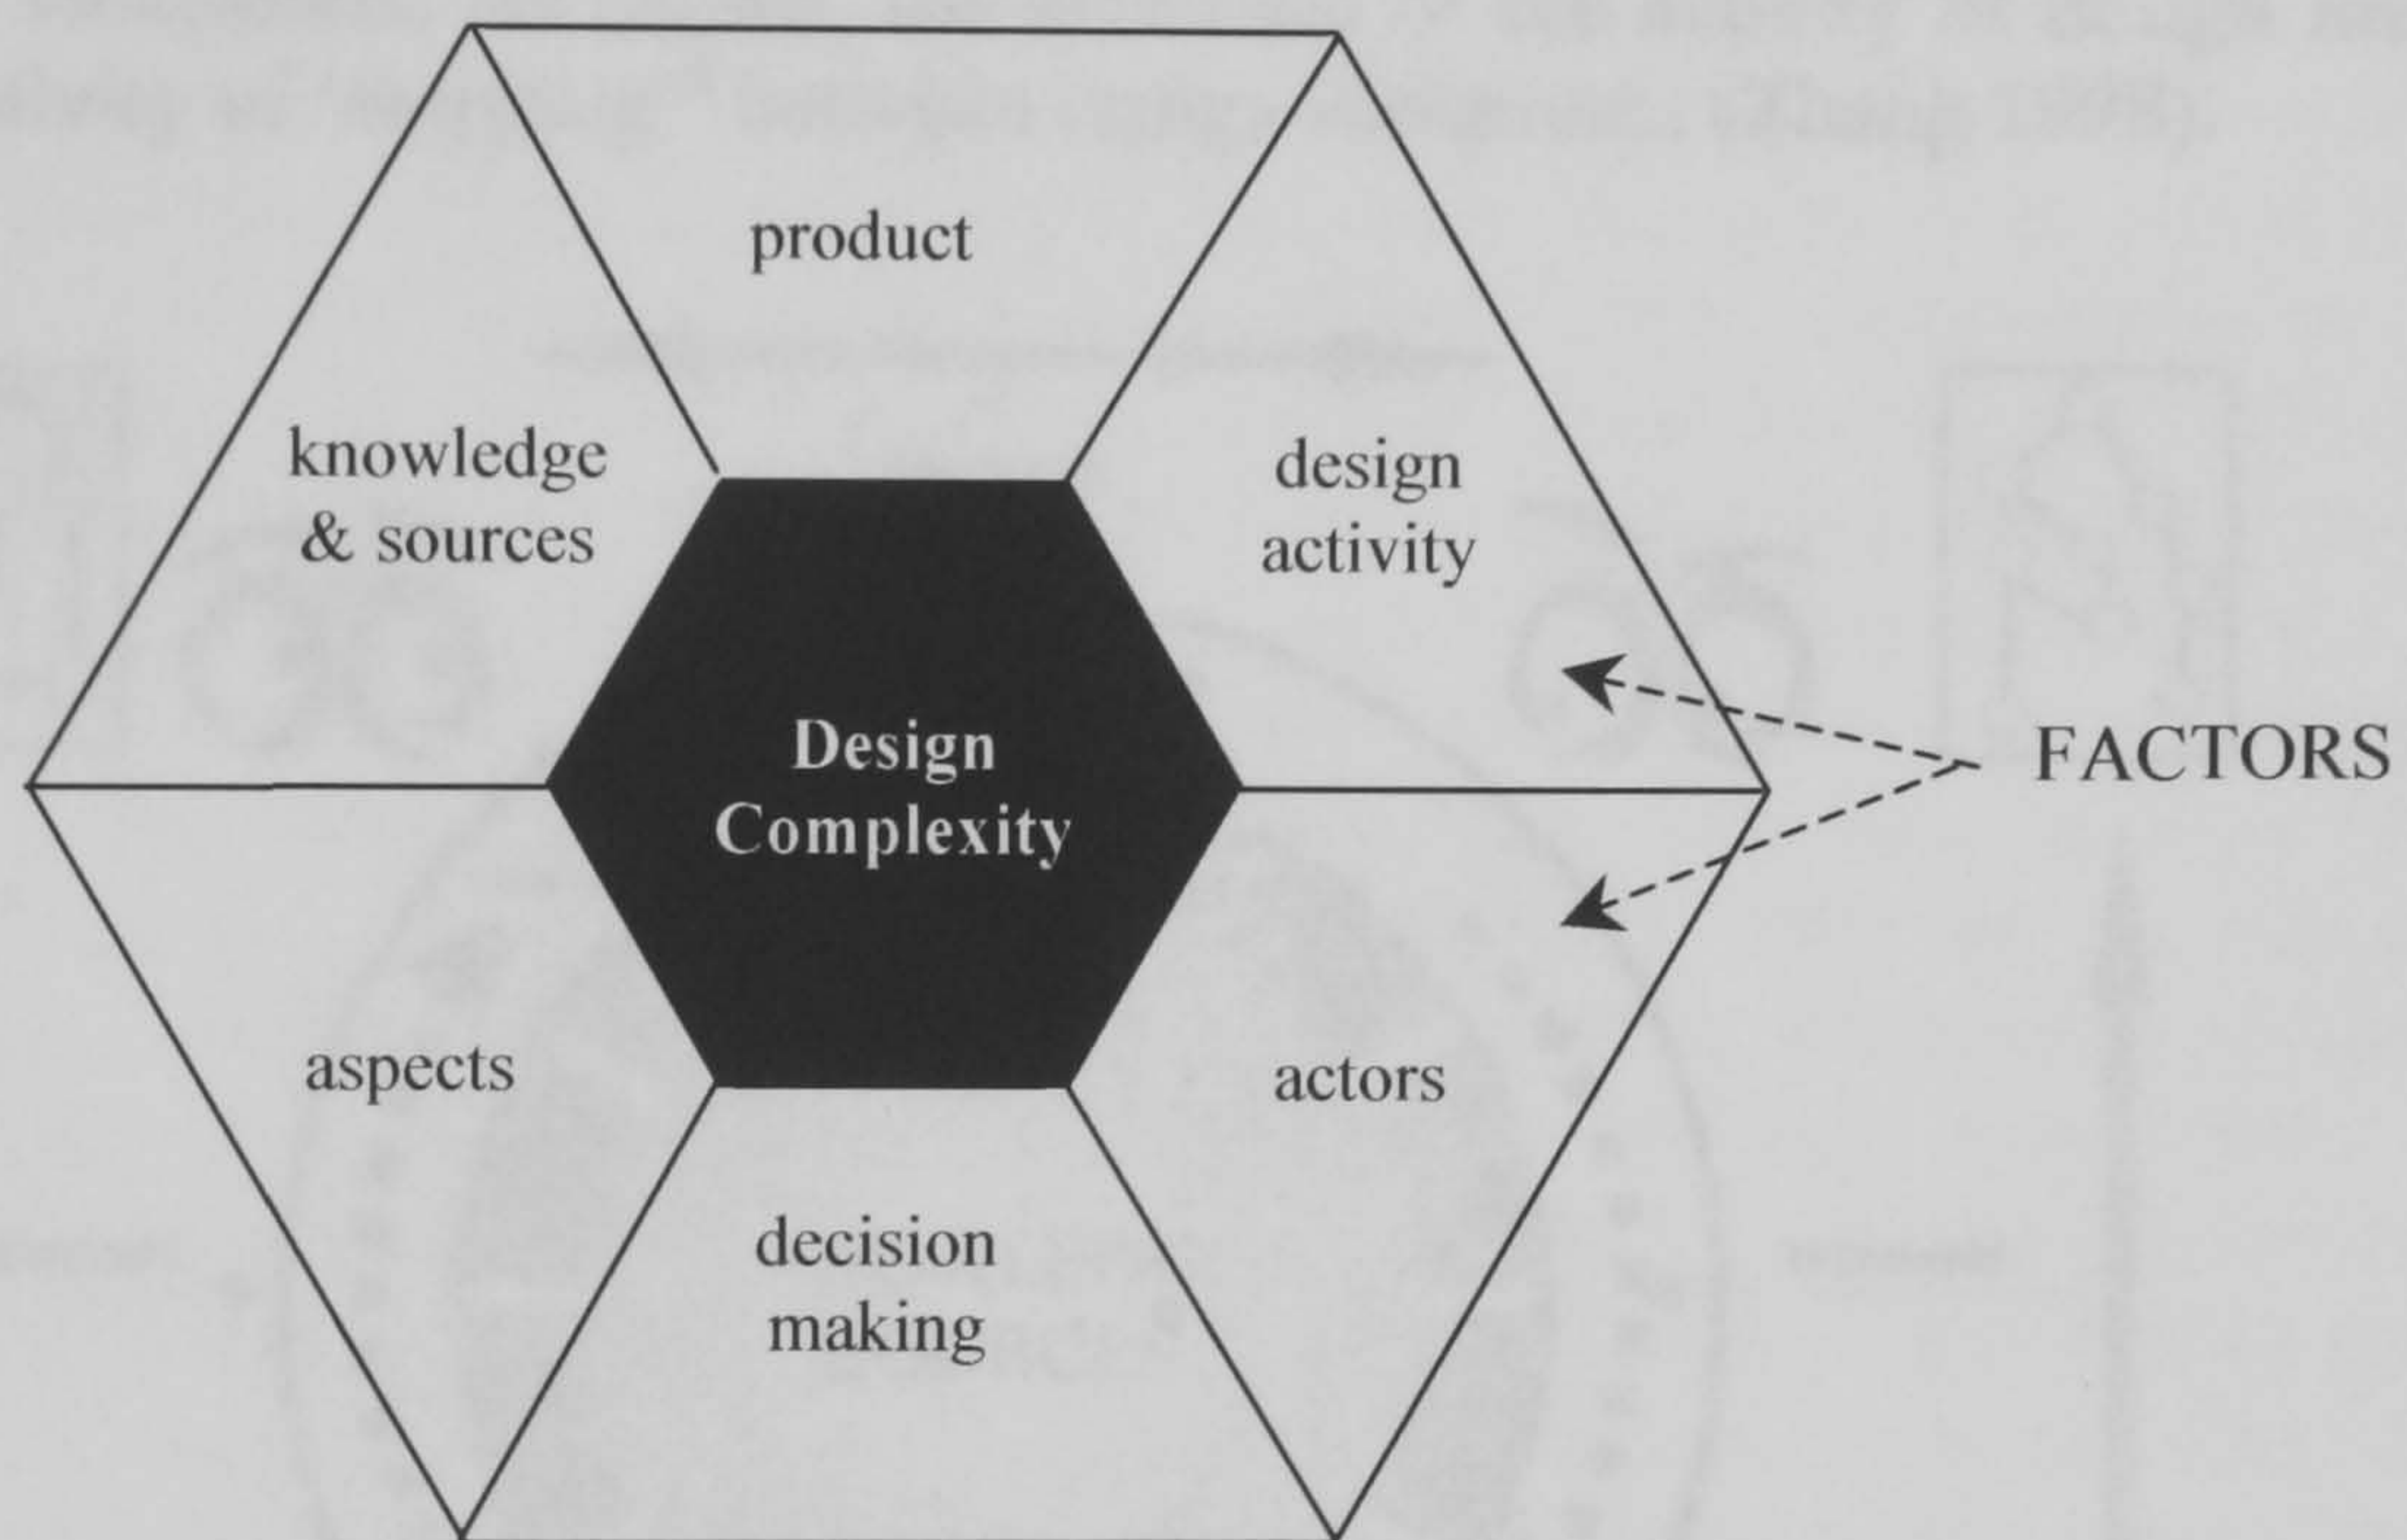 product
knowledge
& sources
design
activity
Design
Complexity
FACTORS
aspects
actors
decision
making